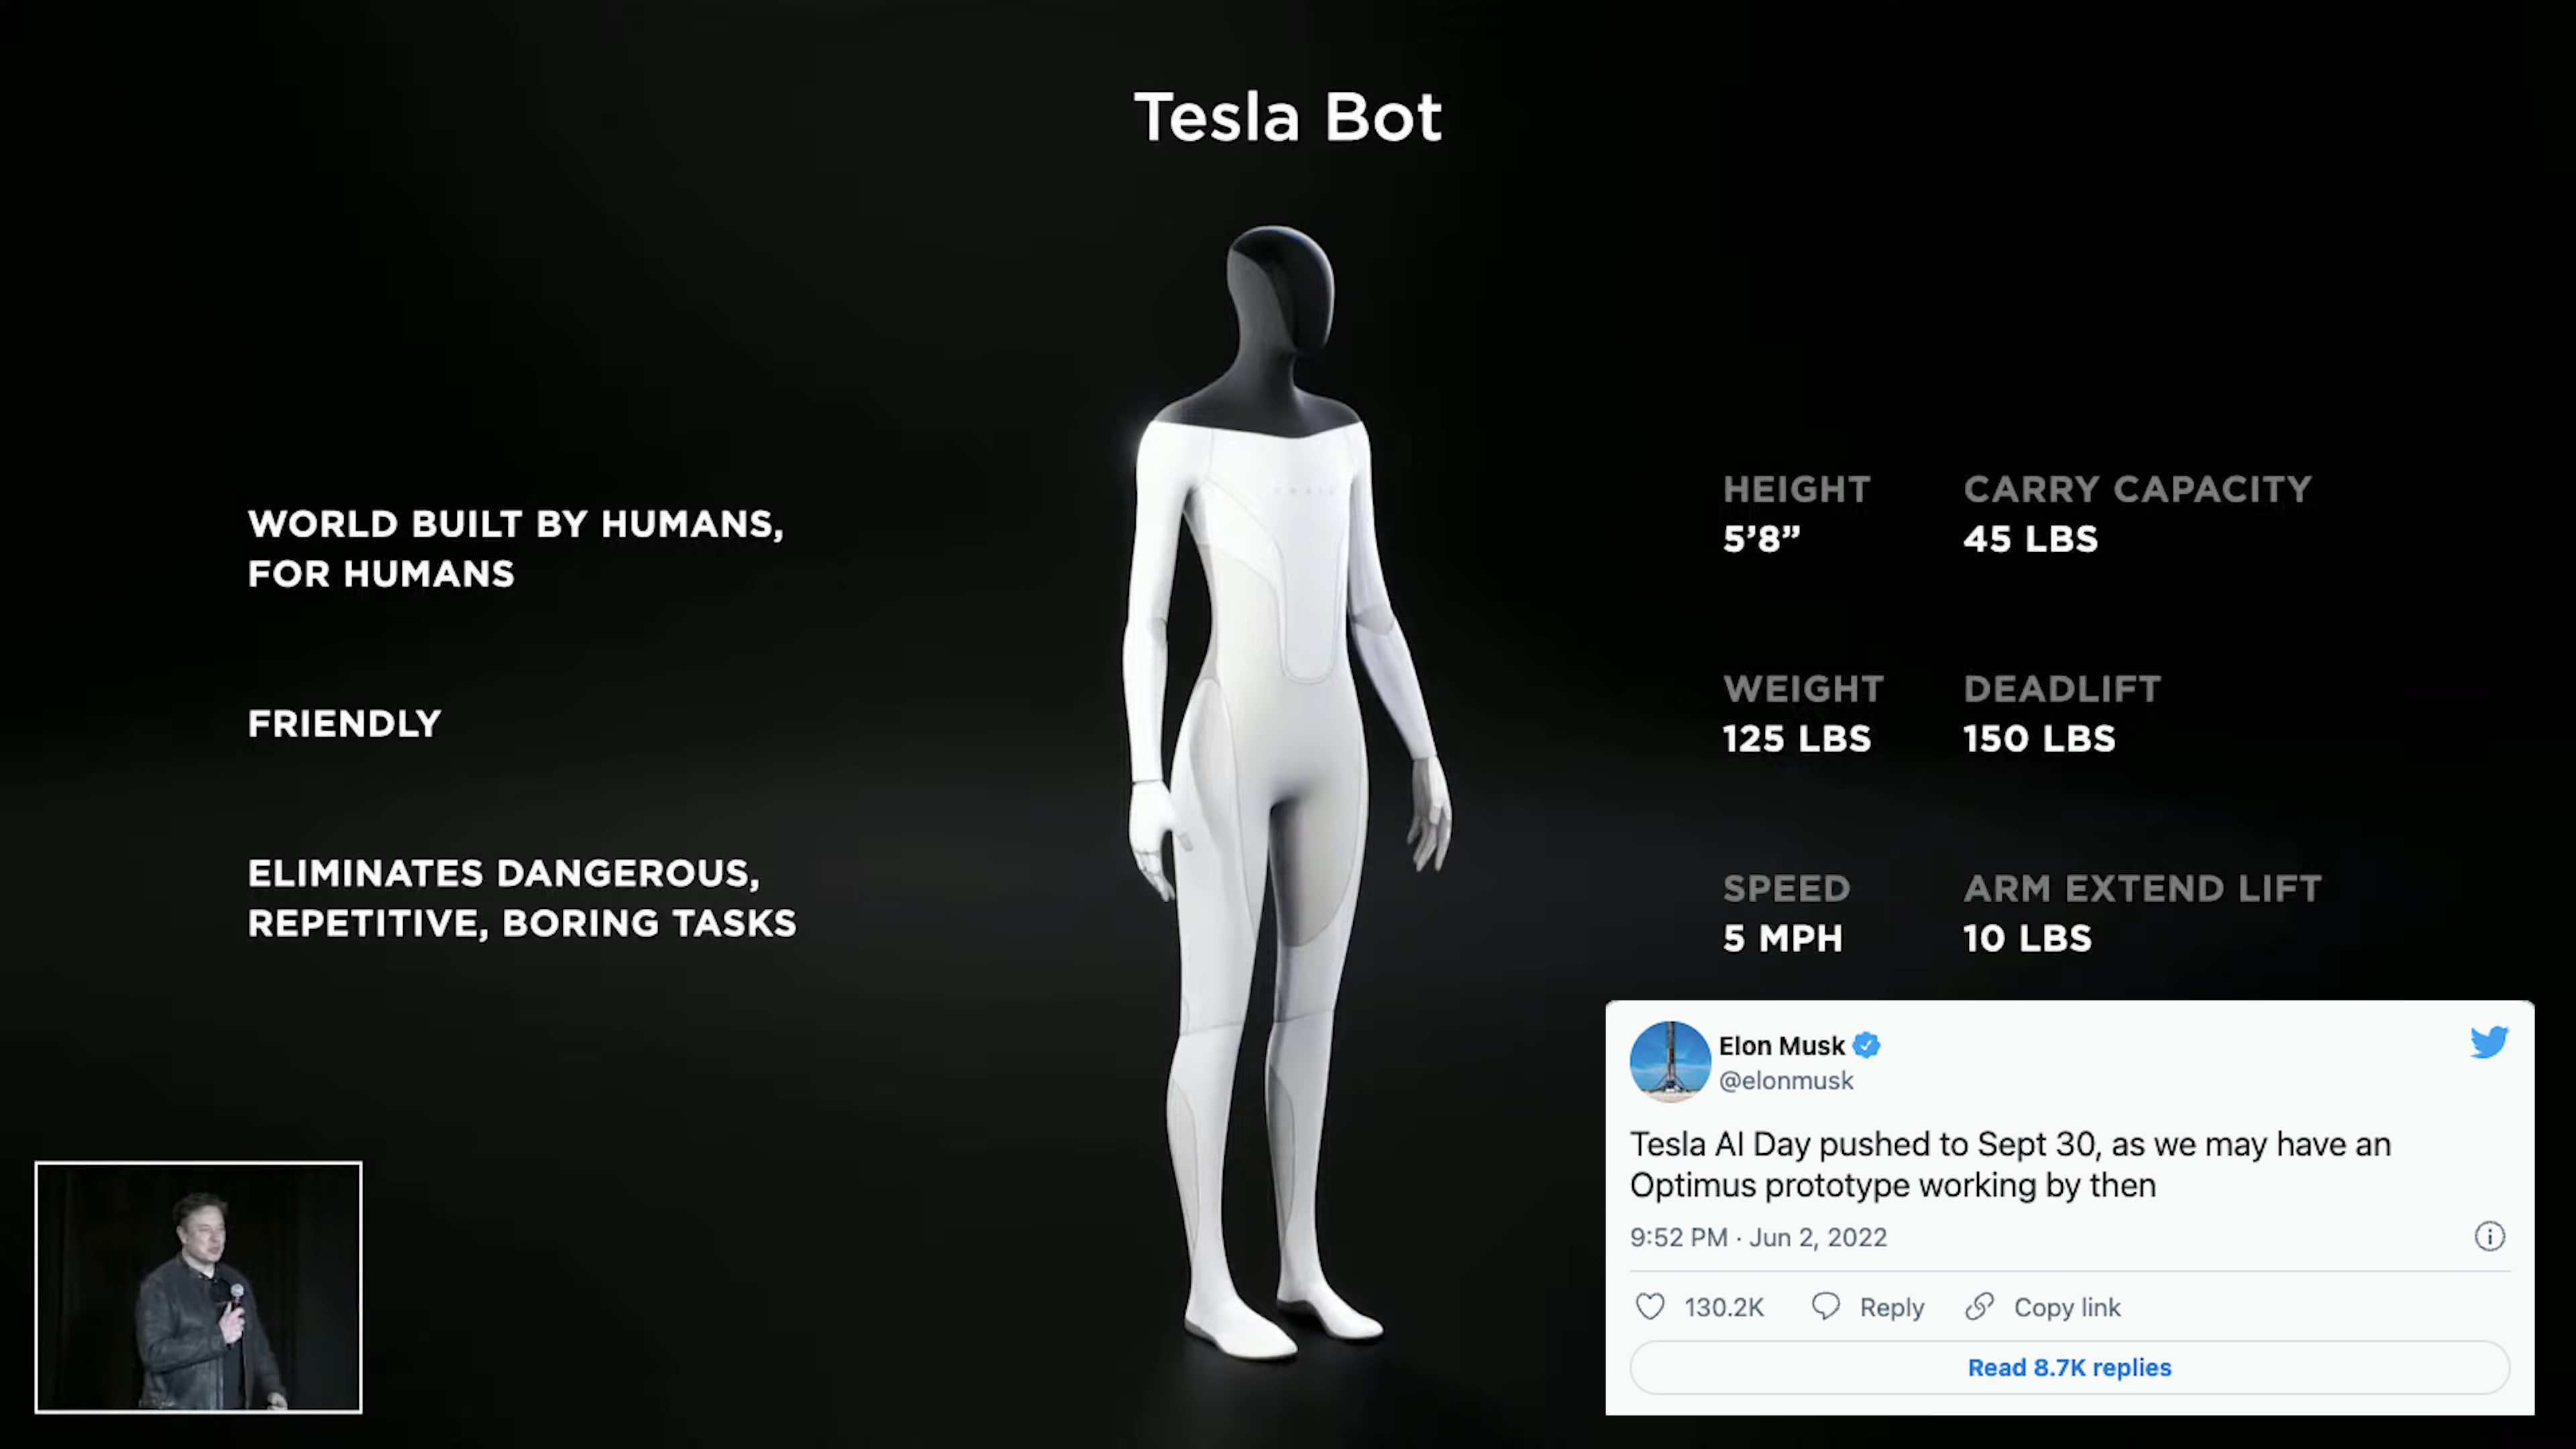 Tesla Bot
WORLD BUILT BY HUMANS,
FOR HUMANS
FRIENDLY
ELIMINATES DANGEROUS,
REPETITIVE, BORING TASKS
HEIGHT
5’8”
CARRY CAPACITY
45 LBS
WEIGHT
125 LBS
DEADLIFT
150 LBS
SPEED
5 MPH
ARM EXTEND LIFT
10 LBS
Elon Musk
@elonmusk
Tesla AI Day pushed to Sept 30, as we may have an
Optimus prototype working by then
9:52 PM · Jun 2, 2022
130.2K Reply Copy link
Read 8.7K replies